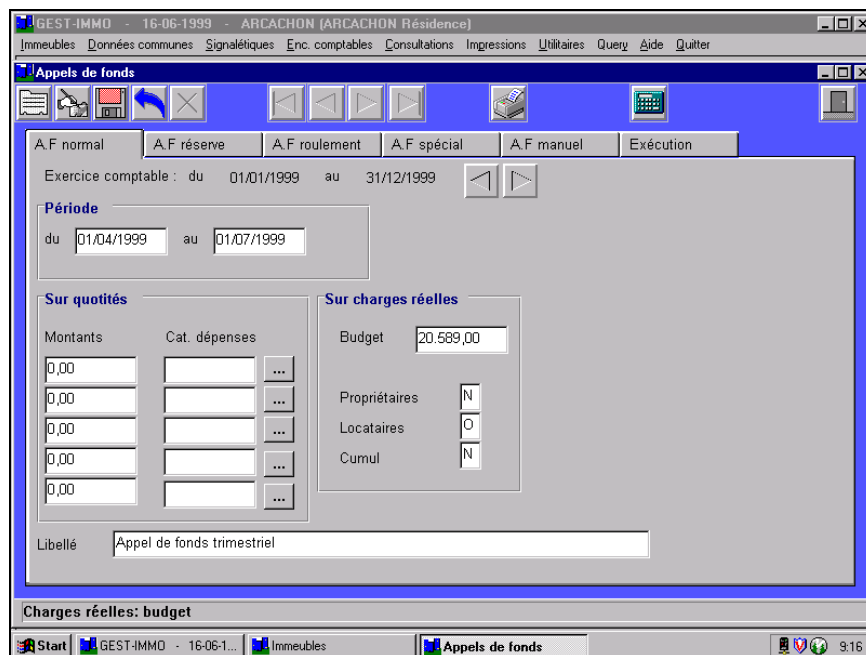 GEST-IMMO - 16-06-1999 - ARCACHON (ARCACHON Résidence)
Immeubles Données communes Signalétiques Enc. comptables Consultations Impressions Utilitaires Query Aide Quitter
Appels de fonds
A.F normal A.F réserve A.F roulement A.F spécial A.F manuel Exécution
Exercice comptable : du 01/01/1999 au 31/12/1999
Période
du 01/04/1999 au 01/07/1999
Sur quotités Sur charges réelles
Montants Cat. dépenses Budget 20.589,00
0,00 ...
0,00 ... Propriétaires N
0,00 ... Locataires O
0,00 ... Cumul N
0,00 ...
Libellé Appel de fonds trimestriel
Charges réelles: budget
Start GEST-IMMO - 16-06-1... Immeubles Appels de fonds 9:16